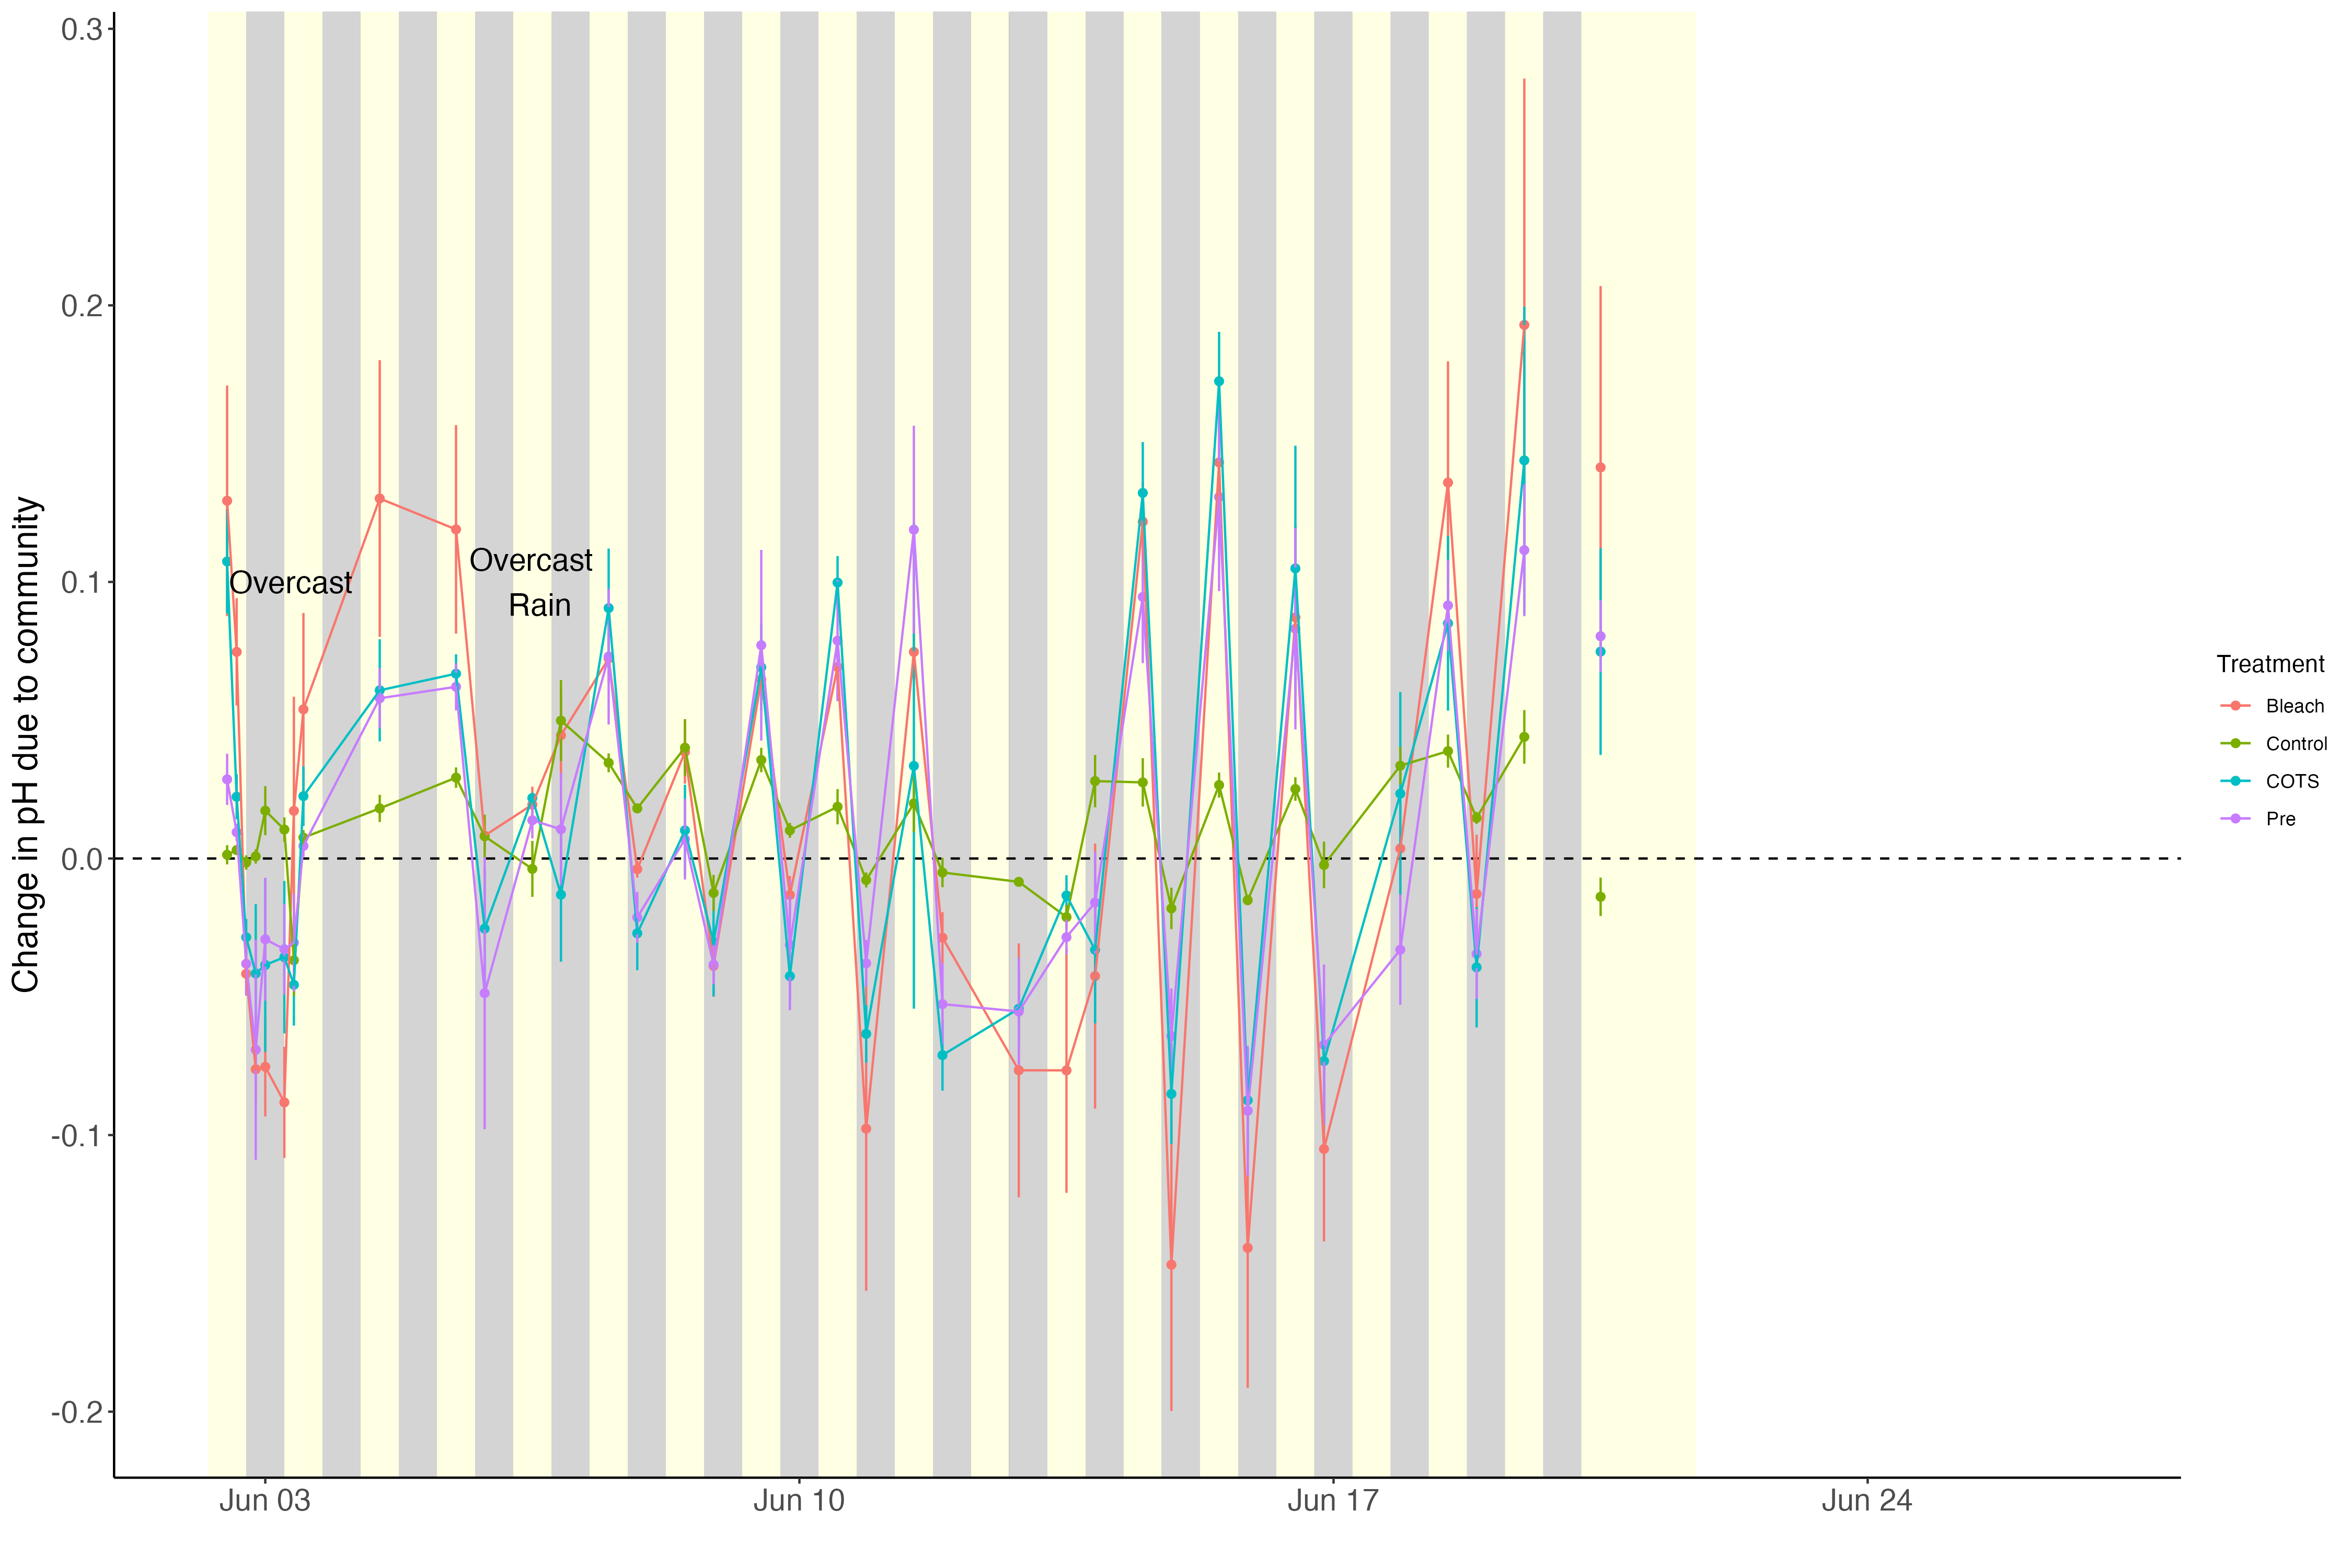 Change in pH due to community
0.3
0.2
0.1
0.0
-0.1
-0.2
Overcast
Overcast
Rain
Jun 03
Jun 10
Jun 17
Jun 24
Treatment
Bleach
Control
COTS
Pre